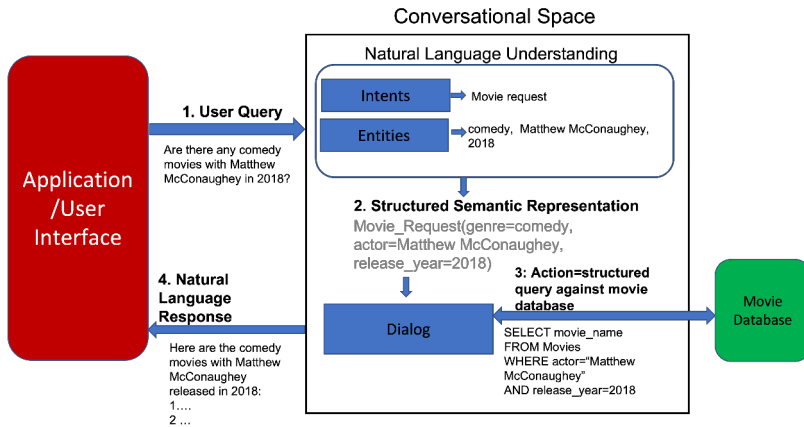 Conversational Space
Natural Language Understanding
Intents
Movie request
Entities
comedy, Matthew McConaughey,
2018
1. User Query
Are there any comedy
movies with Matthew
McConaughey in 2018?
Application
/User
Interface
2. Structured Semantic Representation
Movie_Request(genre=comedy,
actor=Matthew McConaughey,
release_year=2018)
3: Action=structured
query against movie
database
4. Natural
Language
Response
Dialog
Movie
Database
SELECT movie_name
FROM Movies
WHERE actor=“Matthew
McConaughey”
AND release_year=2018
Here are the comedy
movies with Matthew
McConaughey
released in 2018:
1….
2 …